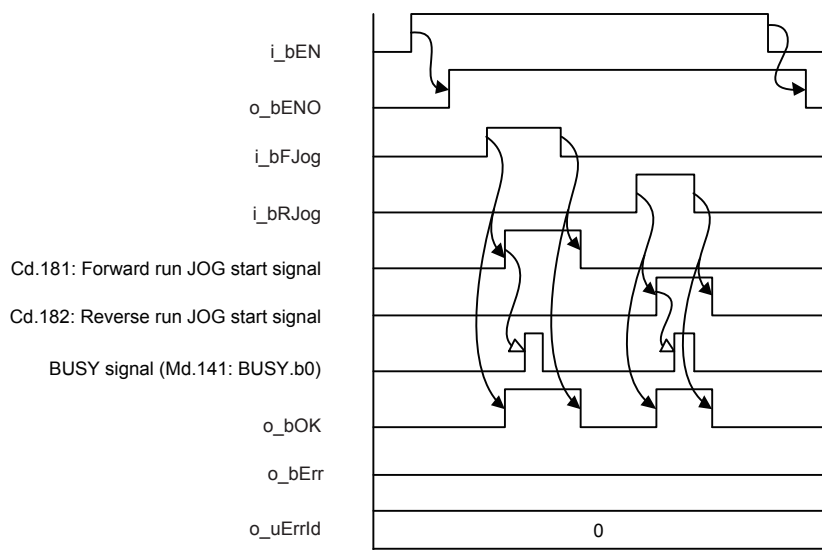 i_bEN
o_bENO
i_bFJog
i_bRJog
Cd.181: Forward run JOG start signal
Cd.182: Reverse run JOG start signal
BUSY signal (Md.141: BUSY.b0)
o_bOK
o_bErr
o_uErrId
0